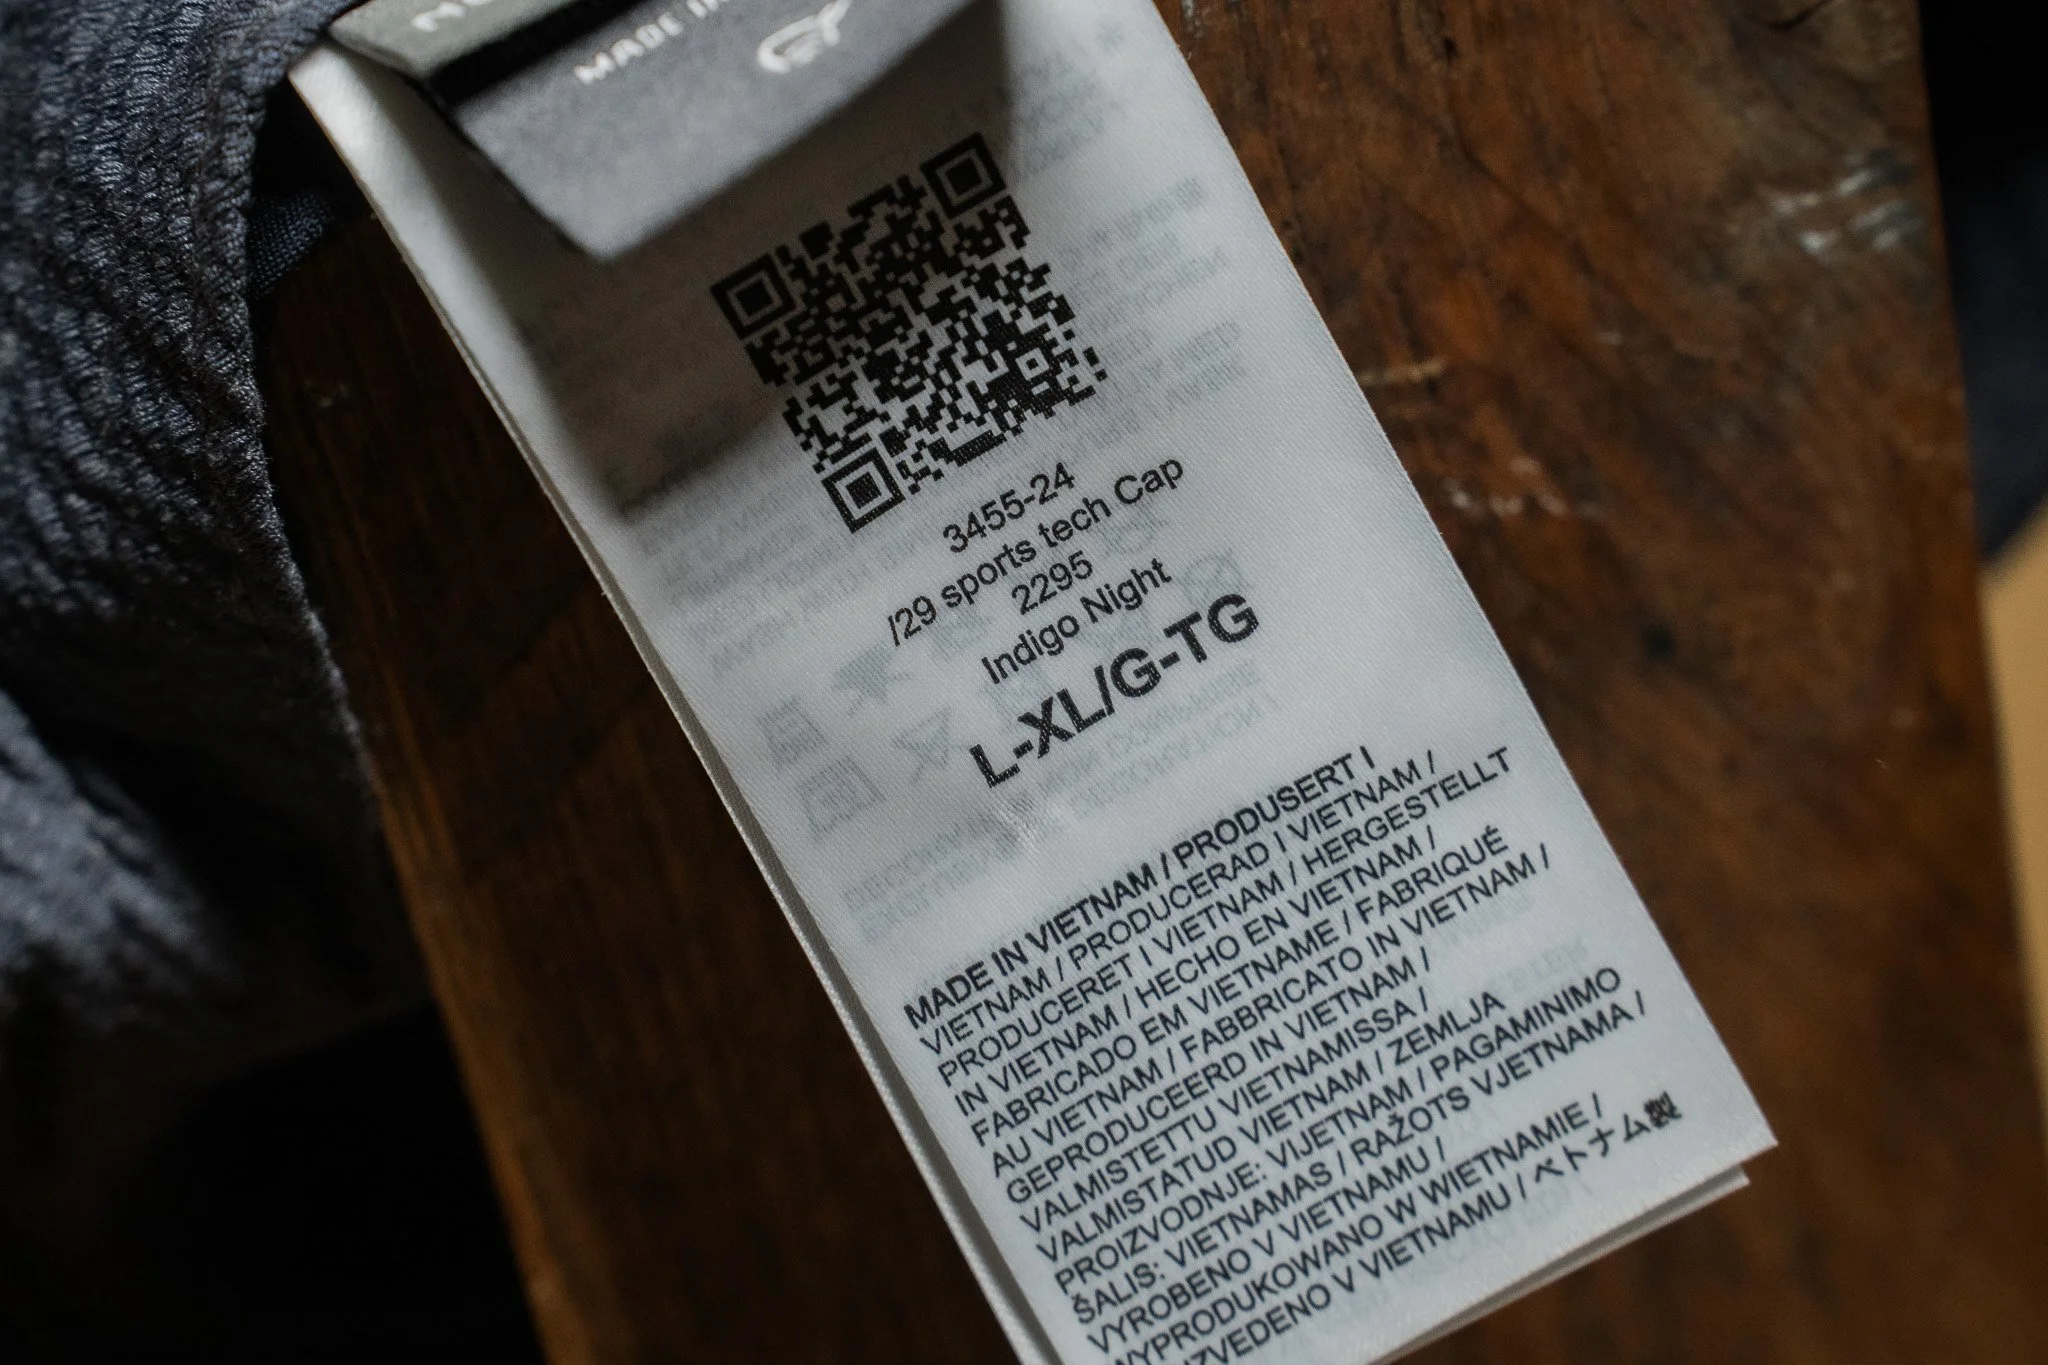 MADE IN
3455-24
/29 sports tech Cap
2295
Indigo Night
L-XL/G-TG
MADE IN VIETNAM / PRODUSERT I
VIETNAM / PRODUCERAD I VIETNAM /
PRODUCERET I VIETNAM / HERGESTELLT
IN VIETNAM / HECHO EN VIETNAM /
FABRICADO EM VIETNAME / FABRIQUÉ
AU VIETNAM / FABBRICATO IN VIETNAM /
GEPRODUCEERD IN VIETNAM /
VALMISTETTU VIETNAMISSA /
VALMISTATUD VIETNAM / ZEMLJA
PROIZVODNJE: VIJETNAM / PAGAMINIMO
ŠALIS: VIETNAMAS / RAŽOTS VJETNAMA /
VYROBENO V VIETNAMU /
WYPRODUKOWANO W WIETNAMIE /
IZVEDENO V VIETNAMU / ベトナム製